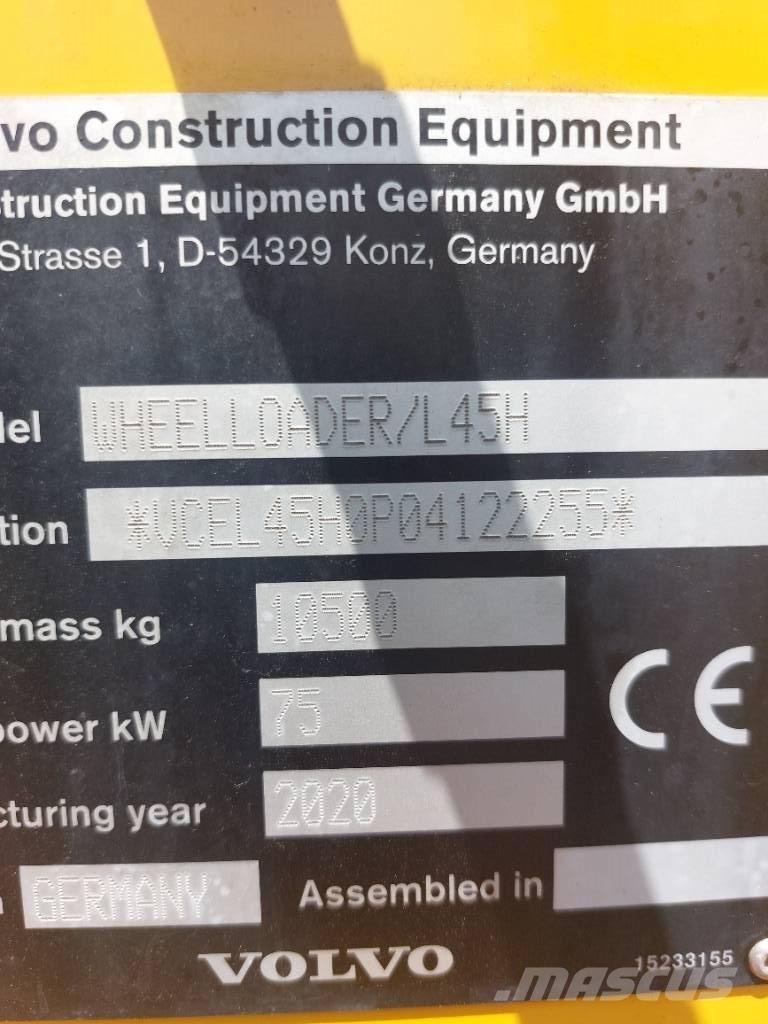 vo Construction Equipment
struction Equipment Germany GmbH
Strasse 1, D-54329 Konz, Germany
del WHEELLOADER/L45H
tion *VCEL45H0P04122255*
mass kg 10500
power kW 75
CE
cturing year 2020
GERMANY Assembled in
VOLVO 15233155
MASCUS